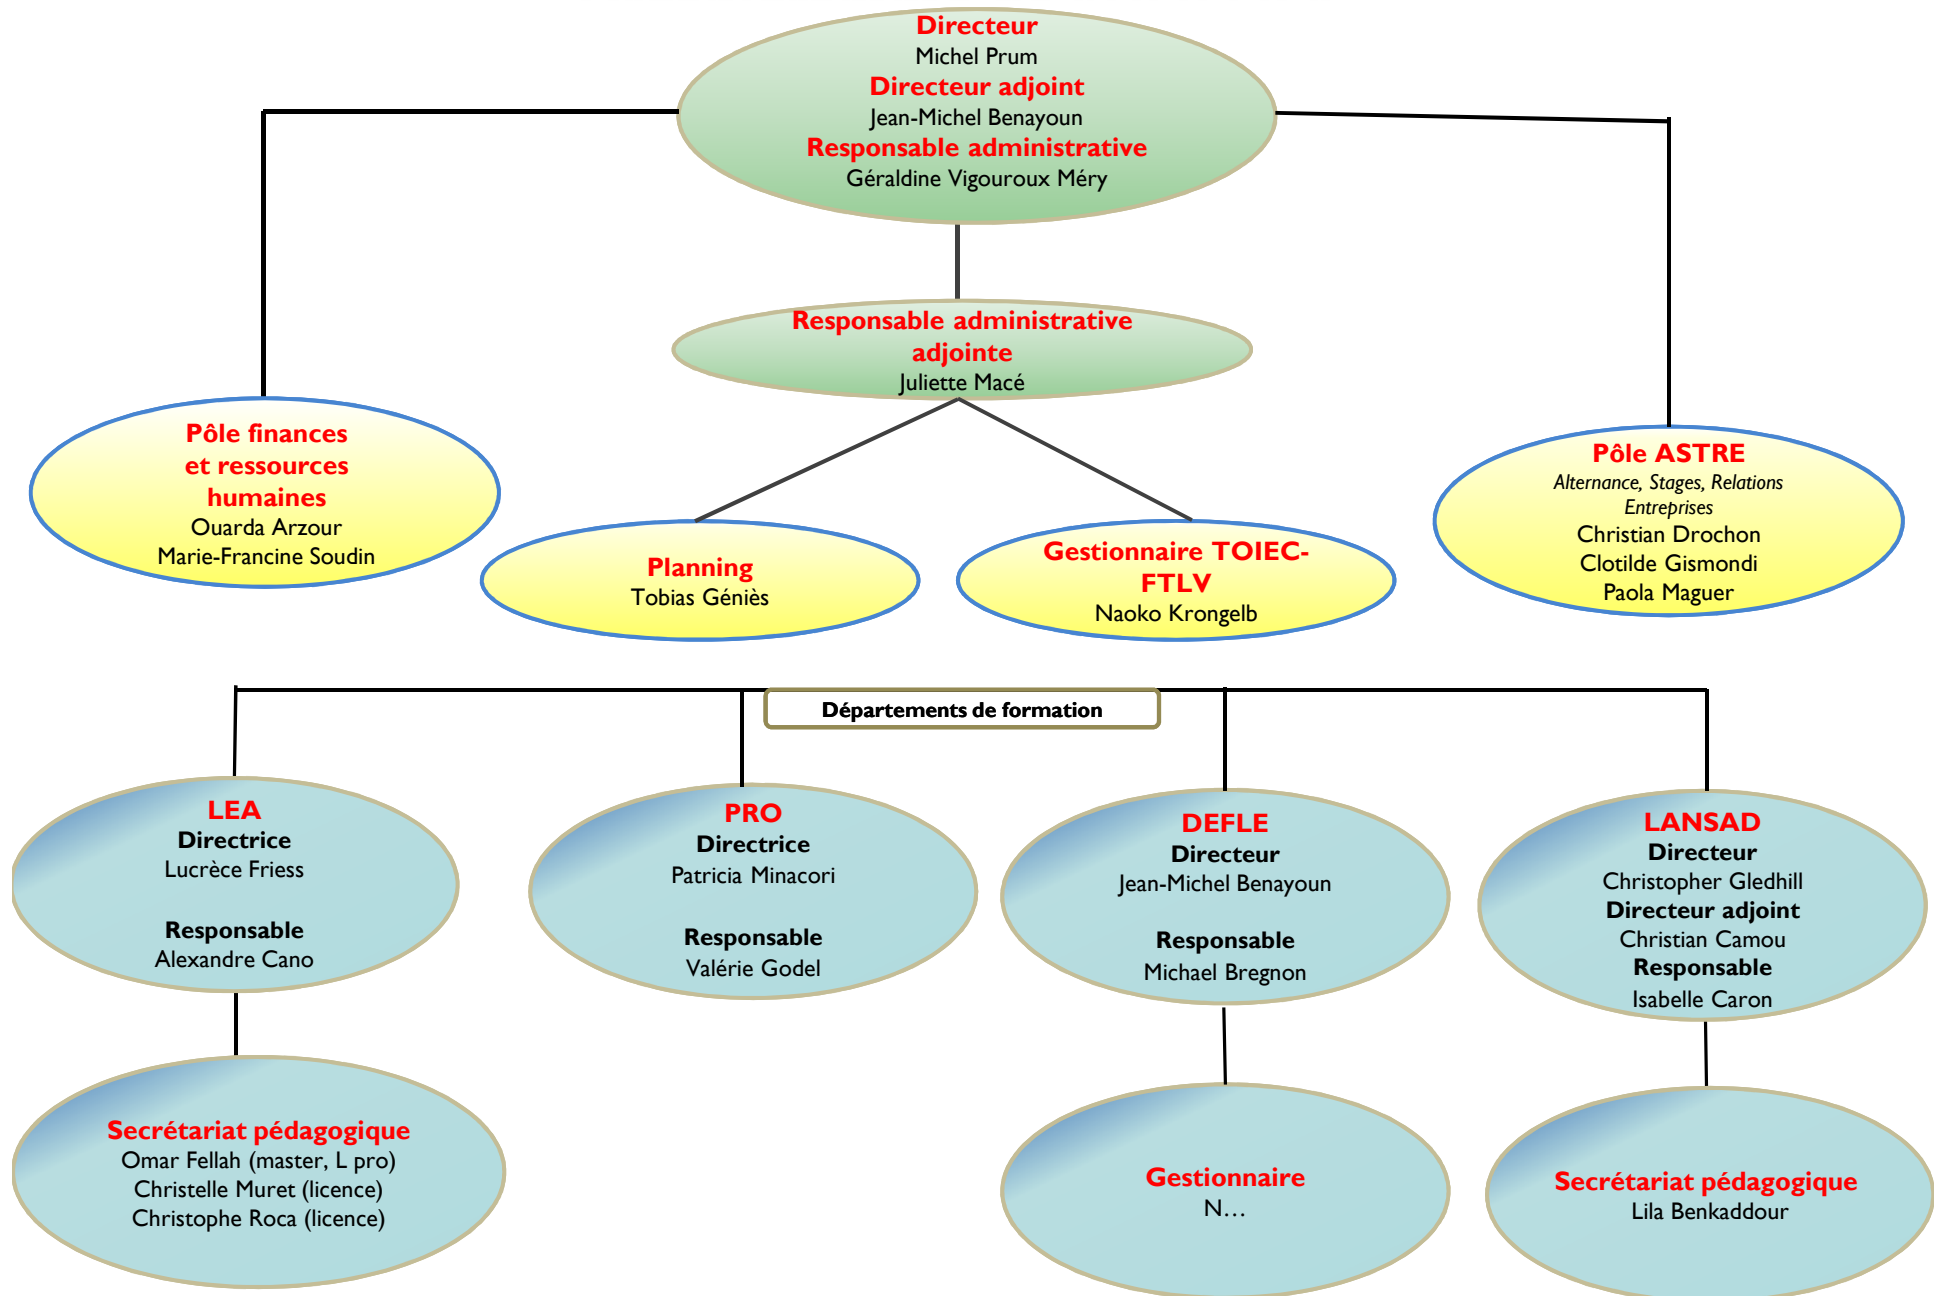 Directeur
Michel Prum
Directeur adjoint
Jean-Michel Benayoun
Responsable administrative
Géraldine Vigouroux Méry
Responsable administrative
adjointe
Juliette Macé
Pôle finances
et ressources
humaines
Ouarda Arzour
Marie-Francine Soudin
Planning
Tobias Géniès
Gestionnaire TOIEC-
FTLV
Naoko Krongelb
Pôle ASTRE
Alternance, Stages, Relations
Entreprises
Christian Drochon
Clotilde Gismondi
Paola Maguer
Départements de formation
LEA
Directrice
Lucrèce Friess
Responsable
Alexandre Cano
PRO
Directrice
Patricia Minacori
Responsable
Valérie Godel
DEFLE
Directeur
Jean-Michel Benayoun
Responsable
Michael Bregnon
LANSAD
Directeur
Christopher Gledhill
Directeur adjoint
Christian Camou
Responsable
Isabelle Caron
Secrétariat pédagogique
Omar Fellah (master, L pro)
Christelle Muret (licence)
Christophe Roca (licence)
Gestionnaire
N…
Secrétariat pédagogique
Lila Benkaddour